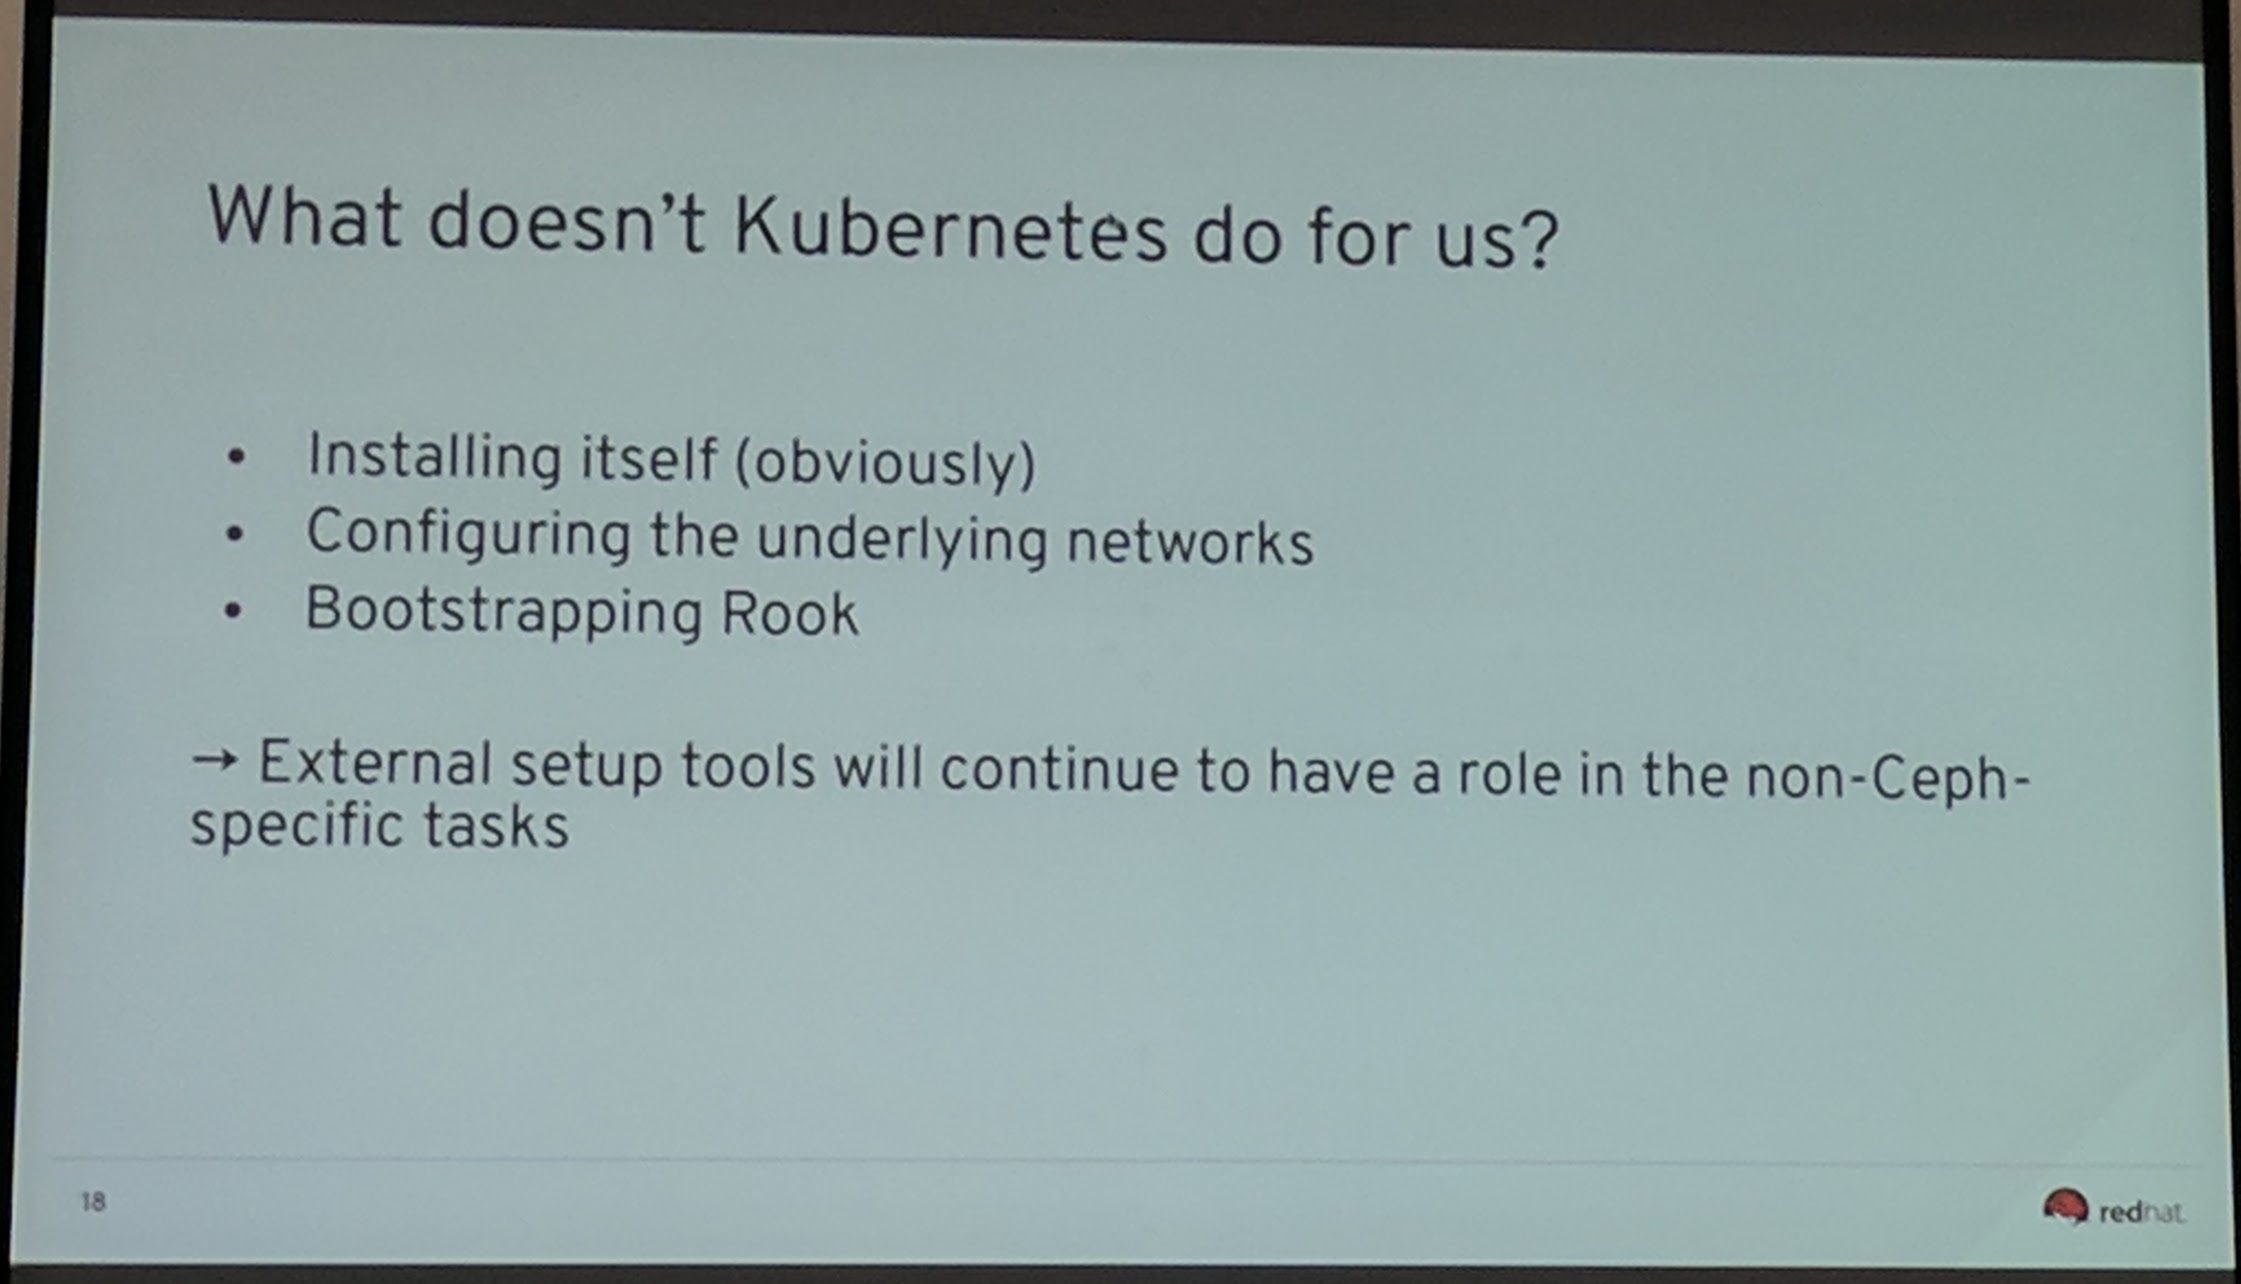 What doesn't Kubernetes do for us?
• Installing itself (obviously)
• Configuring the underlying networks
• Bootstrapping Rook
→ External setup tools will continue to have a role in the non-Ceph-
specific tasks
18
redhat.